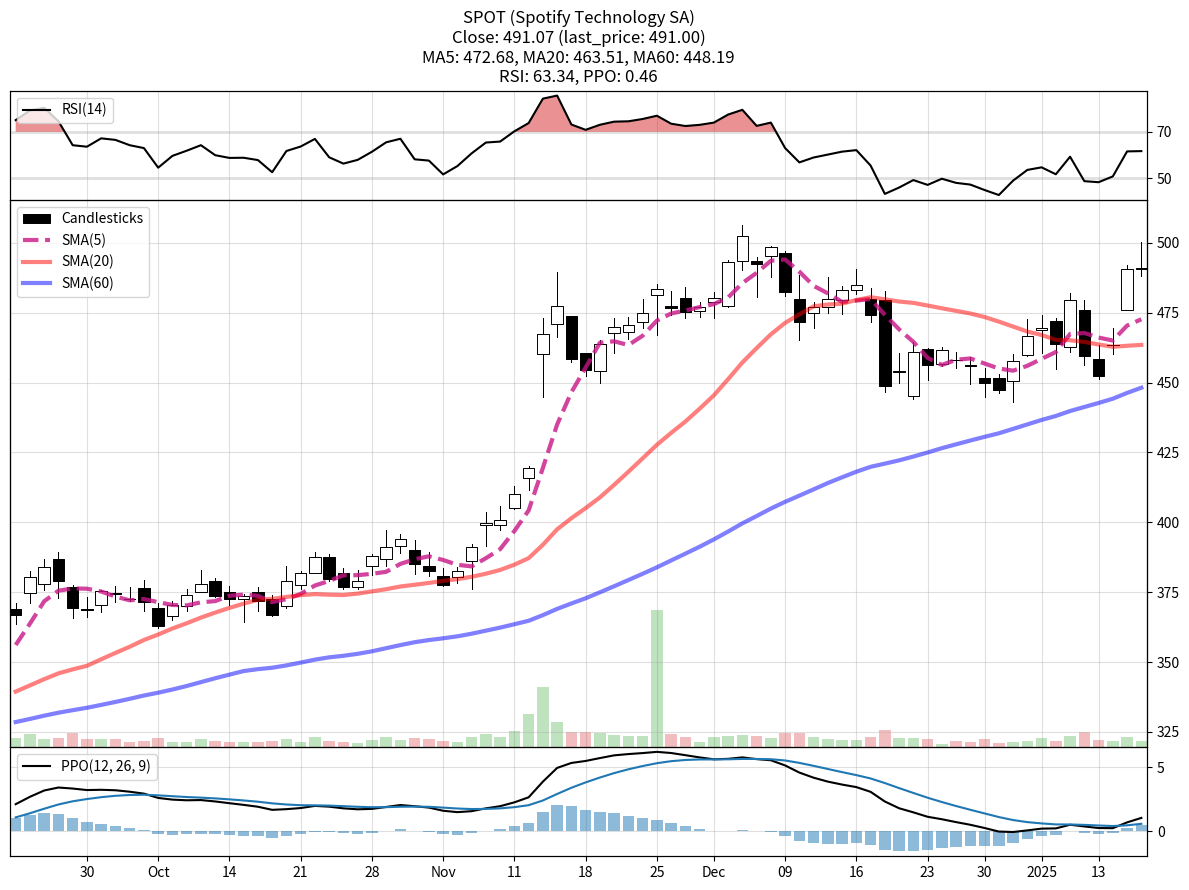 SPOT (Spotify Technology SA)
Close: 491.07 (last_price: 491.00)
MA5: 472.68, MA20: 463.51, MA60: 448.19
RSI: 63.34, PPO: 0.46
RSI(14)
70
50
Candlesticks
SMA(5)
SMA(20)
SMA(60)
500
475
450
425
400
375
350
325
PPO(12, 26, 9)
5
0
30 Oct 14 21 28 Nov 11 18 25 Dec 09 16 23 30 2025 13